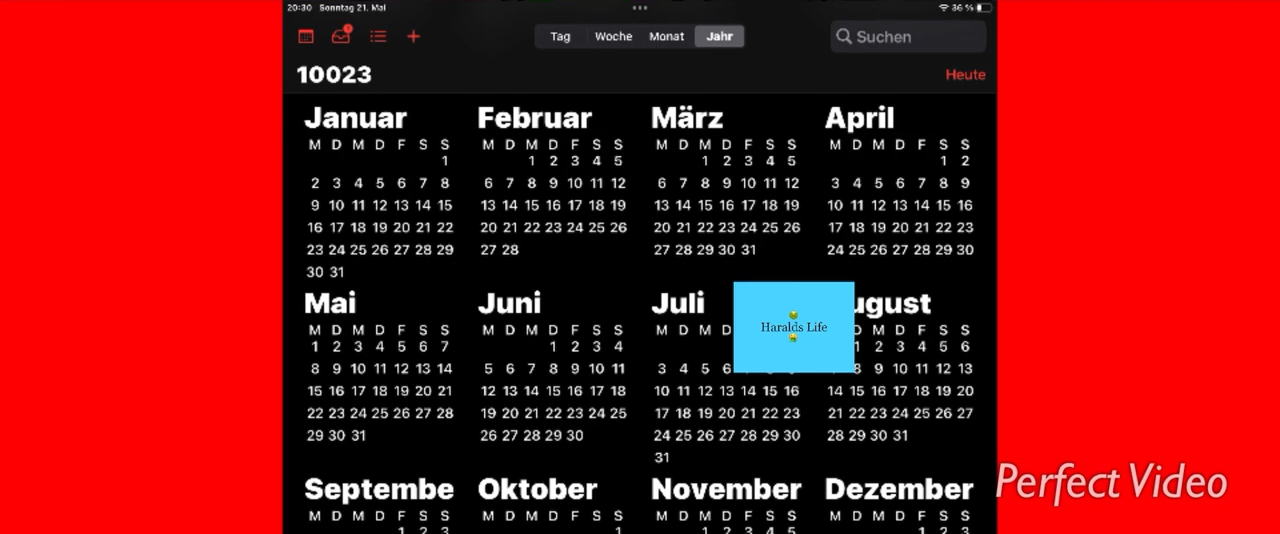 20:30 Sonntag 21. Mai
36 %
Tag Woche Monat Jahr
Suchen
10023
Heute
Januar Februar März April
M D M D F S S M D M D F S S M D M D F S S M D M D F S S
1 1 2 3 4 5 1 2 3 4 5 1 2
2 3 4 5 6 7 8 6 7 8 9 10 11 12 6 7 8 9 10 11 12 3 4 5 6 7 8 9
9 10 11 12 13 14 15 13 14 15 16 17 18 19 13 14 15 16 17 18 19 10 11 12 13 14 15 16
16 17 18 19 20 21 22 20 21 22 23 24 25 26 20 21 22 23 24 25 26 17 18 19 20 21 22 23
23 24 25 26 27 28 29 27 28 27 28 29 30 31 24 25 26 27 28 29 30
30 31
Mai Juni Juli ugust
M D M D F S S M D M D F S S M D M D D M D F S S
1 2 3 4 5 6 7 1 2 3 4 1 2 3 4 5 6
Haralds Life
8 9 10 11 12 13 14 5 6 7 8 9 10 11 3 4 5 6 8 9 10 11 12 13
15 16 17 18 19 20 21 12 13 14 15 16 17 18 10 11 12 13 14 15 16 14 15 16 17 18 19 20
22 23 24 25 26 27 28 19 20 21 22 23 24 25 17 18 19 20 21 22 23 21 22 23 24 25 26 27
29 30 31 26 27 28 29 30 24 25 26 27 28 29 30 28 29 30 31
31
Septembe Oktober November Dezember
M D M D F S S M D M D F S S M D M D F S S M D M D F S S
1 2 3 1 1 2 3 4 5 1 2 3
Perfect Video